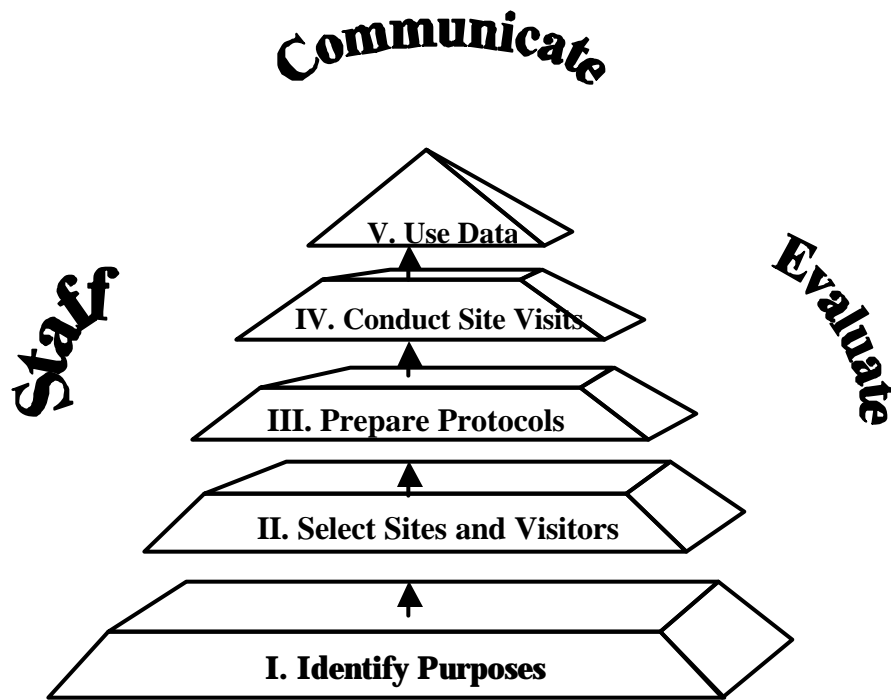 Communicate
Staff
Evaluate
V. Use Data
IV. Conduct Site Visits
III. Prepare Protocols
II. Select Sites and Visitors
I. Identify Purposes